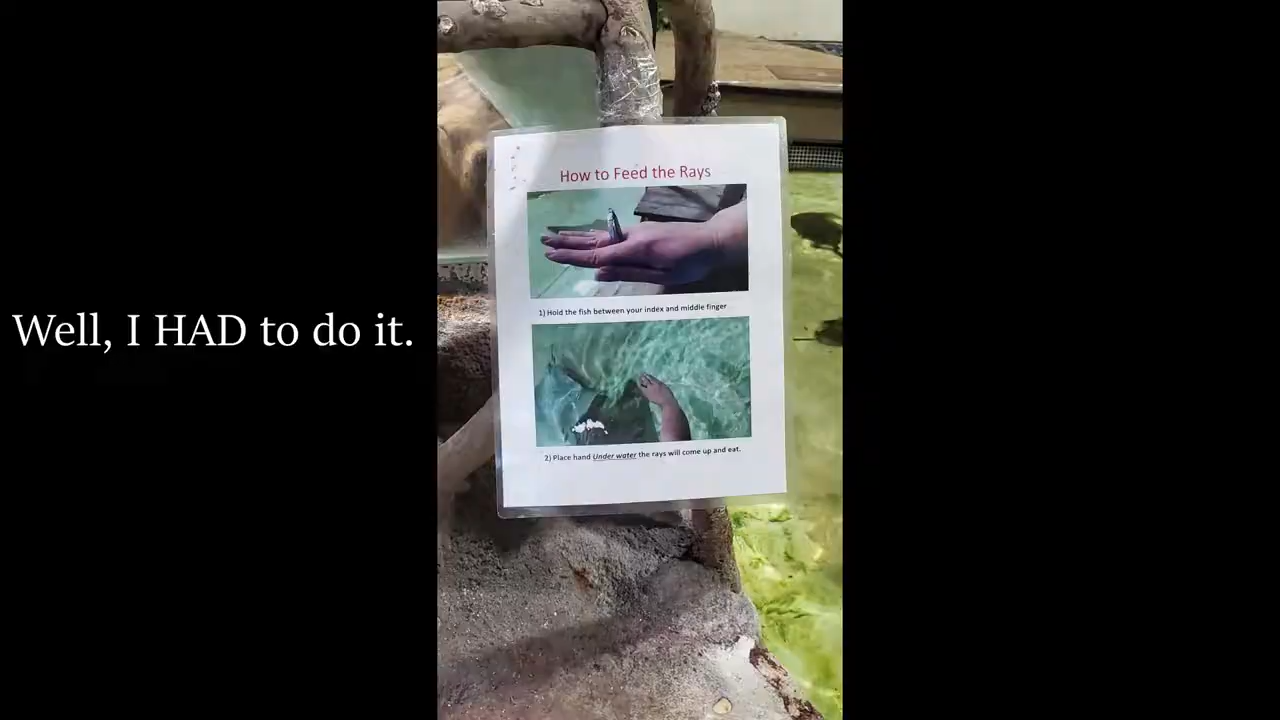 Well, I HAD to do it.
How to Feed the Rays
1) Hold the fish between your index and middle finger
2) Place hand Under water the rays will come up and eat.